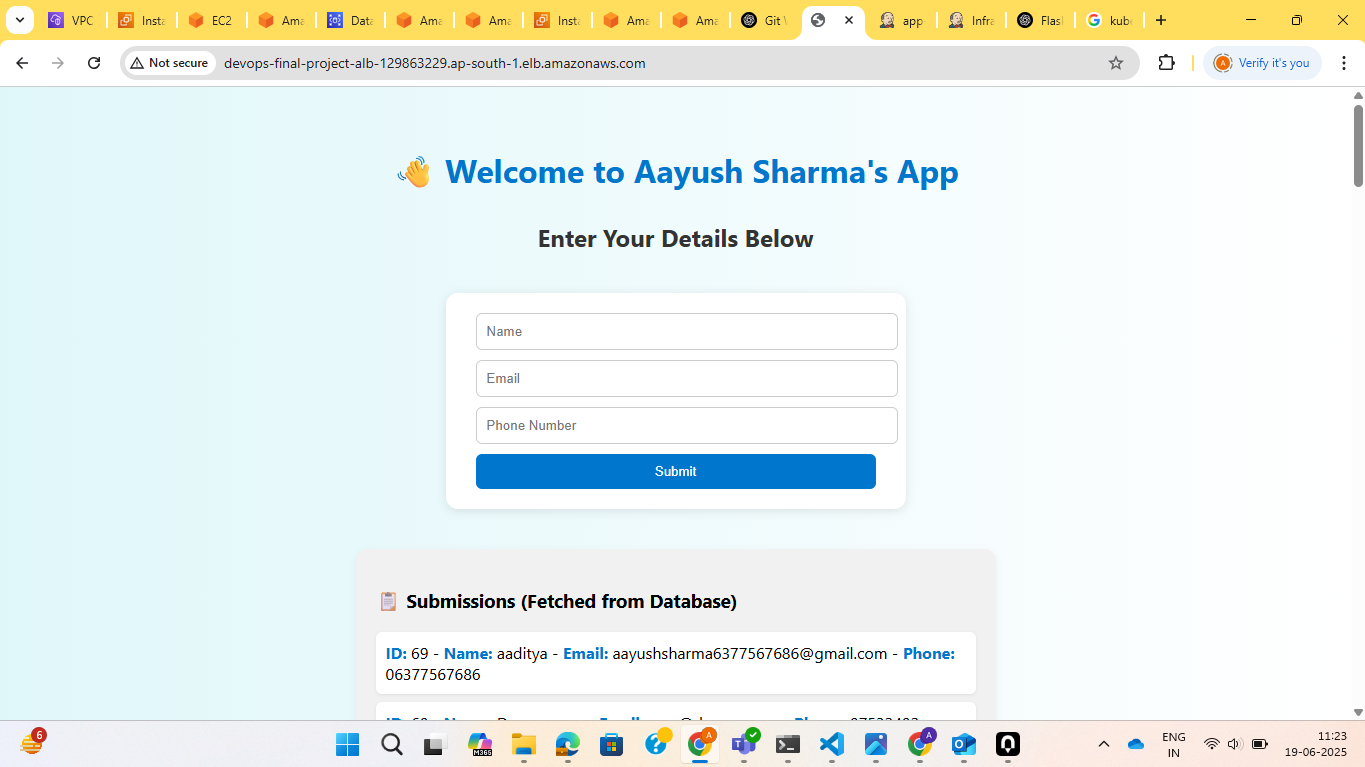 VPC
Insta
EC2
Ama
Data
Ama
Ama
Insta
Ama
Ama
Git
app
Infra
Flas
kub
Not secure
devops-final-project-alb-129863229.ap-south-1.elb.amazonaws.com
A
Verify it's you
👋 Welcome to Aayush Sharma's App
Enter Your Details Below
Name
Email
Phone Number
Submit
📋 Submissions (Fetched from Database)
ID: 69 - Name: aaditya - Email: aayushsharma6377567686@gmail.com - Phone:
06377567686
6
M365
A
A
ENG
IN
11:23
19-06-2025